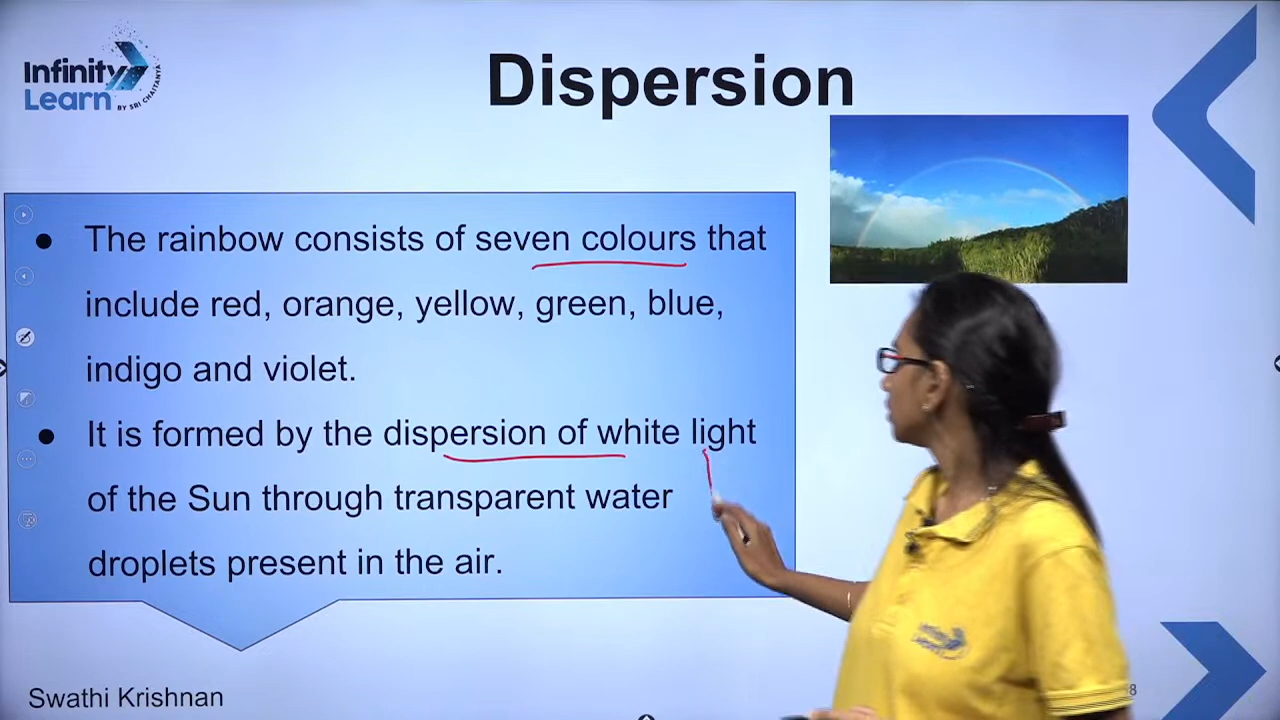 Infinity
Learn
BY SRI CHAITANYA
Dispersion
● The rainbow consists of seven colours that
include red, orange, yellow, green, blue,
indigo and violet.
● It is formed by the dispersion of white light
of the Sun through transparent water
droplets present in the air.
Swathi Krishnan
8